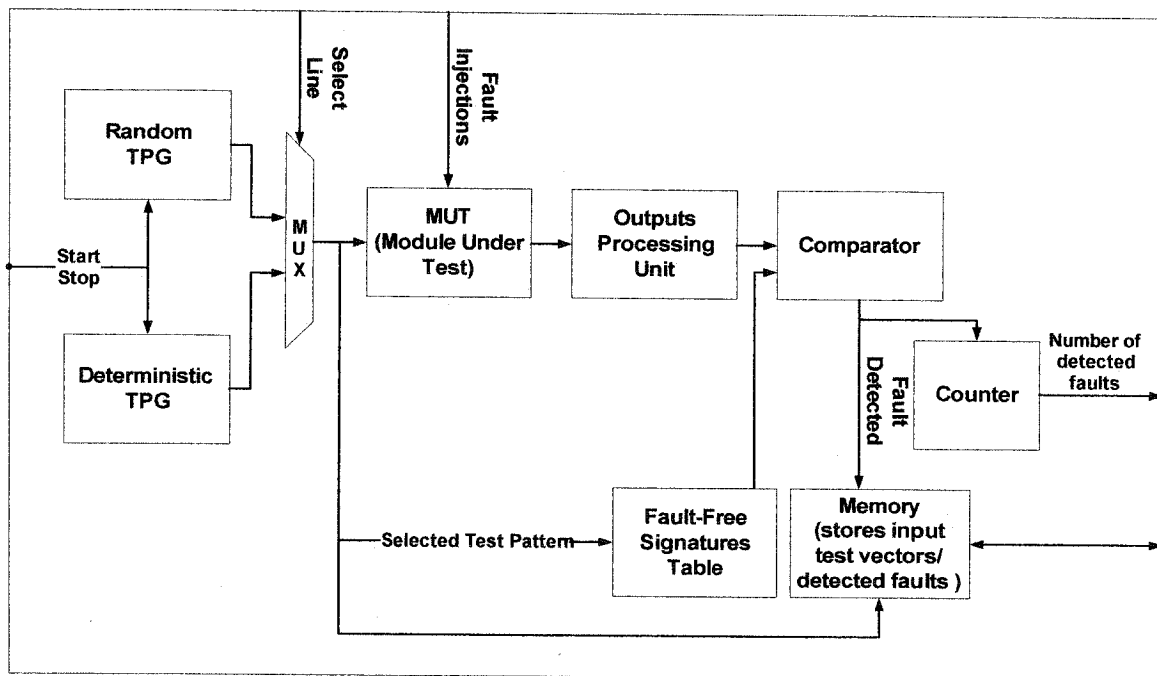 Select
Line
Fault
Injections
Random
TPG
Start
Stop
Deterministic
TPG
M
U
X
MUT
(Module Under
Test)
Outputs
Processing
Unit
Comparator
Fault
Detected
Counter
Number of
detected
faults
Selected Test Pattern
Fault-Free
Signatures
Table
Memory
(stores input
test vectors/
detected faults )